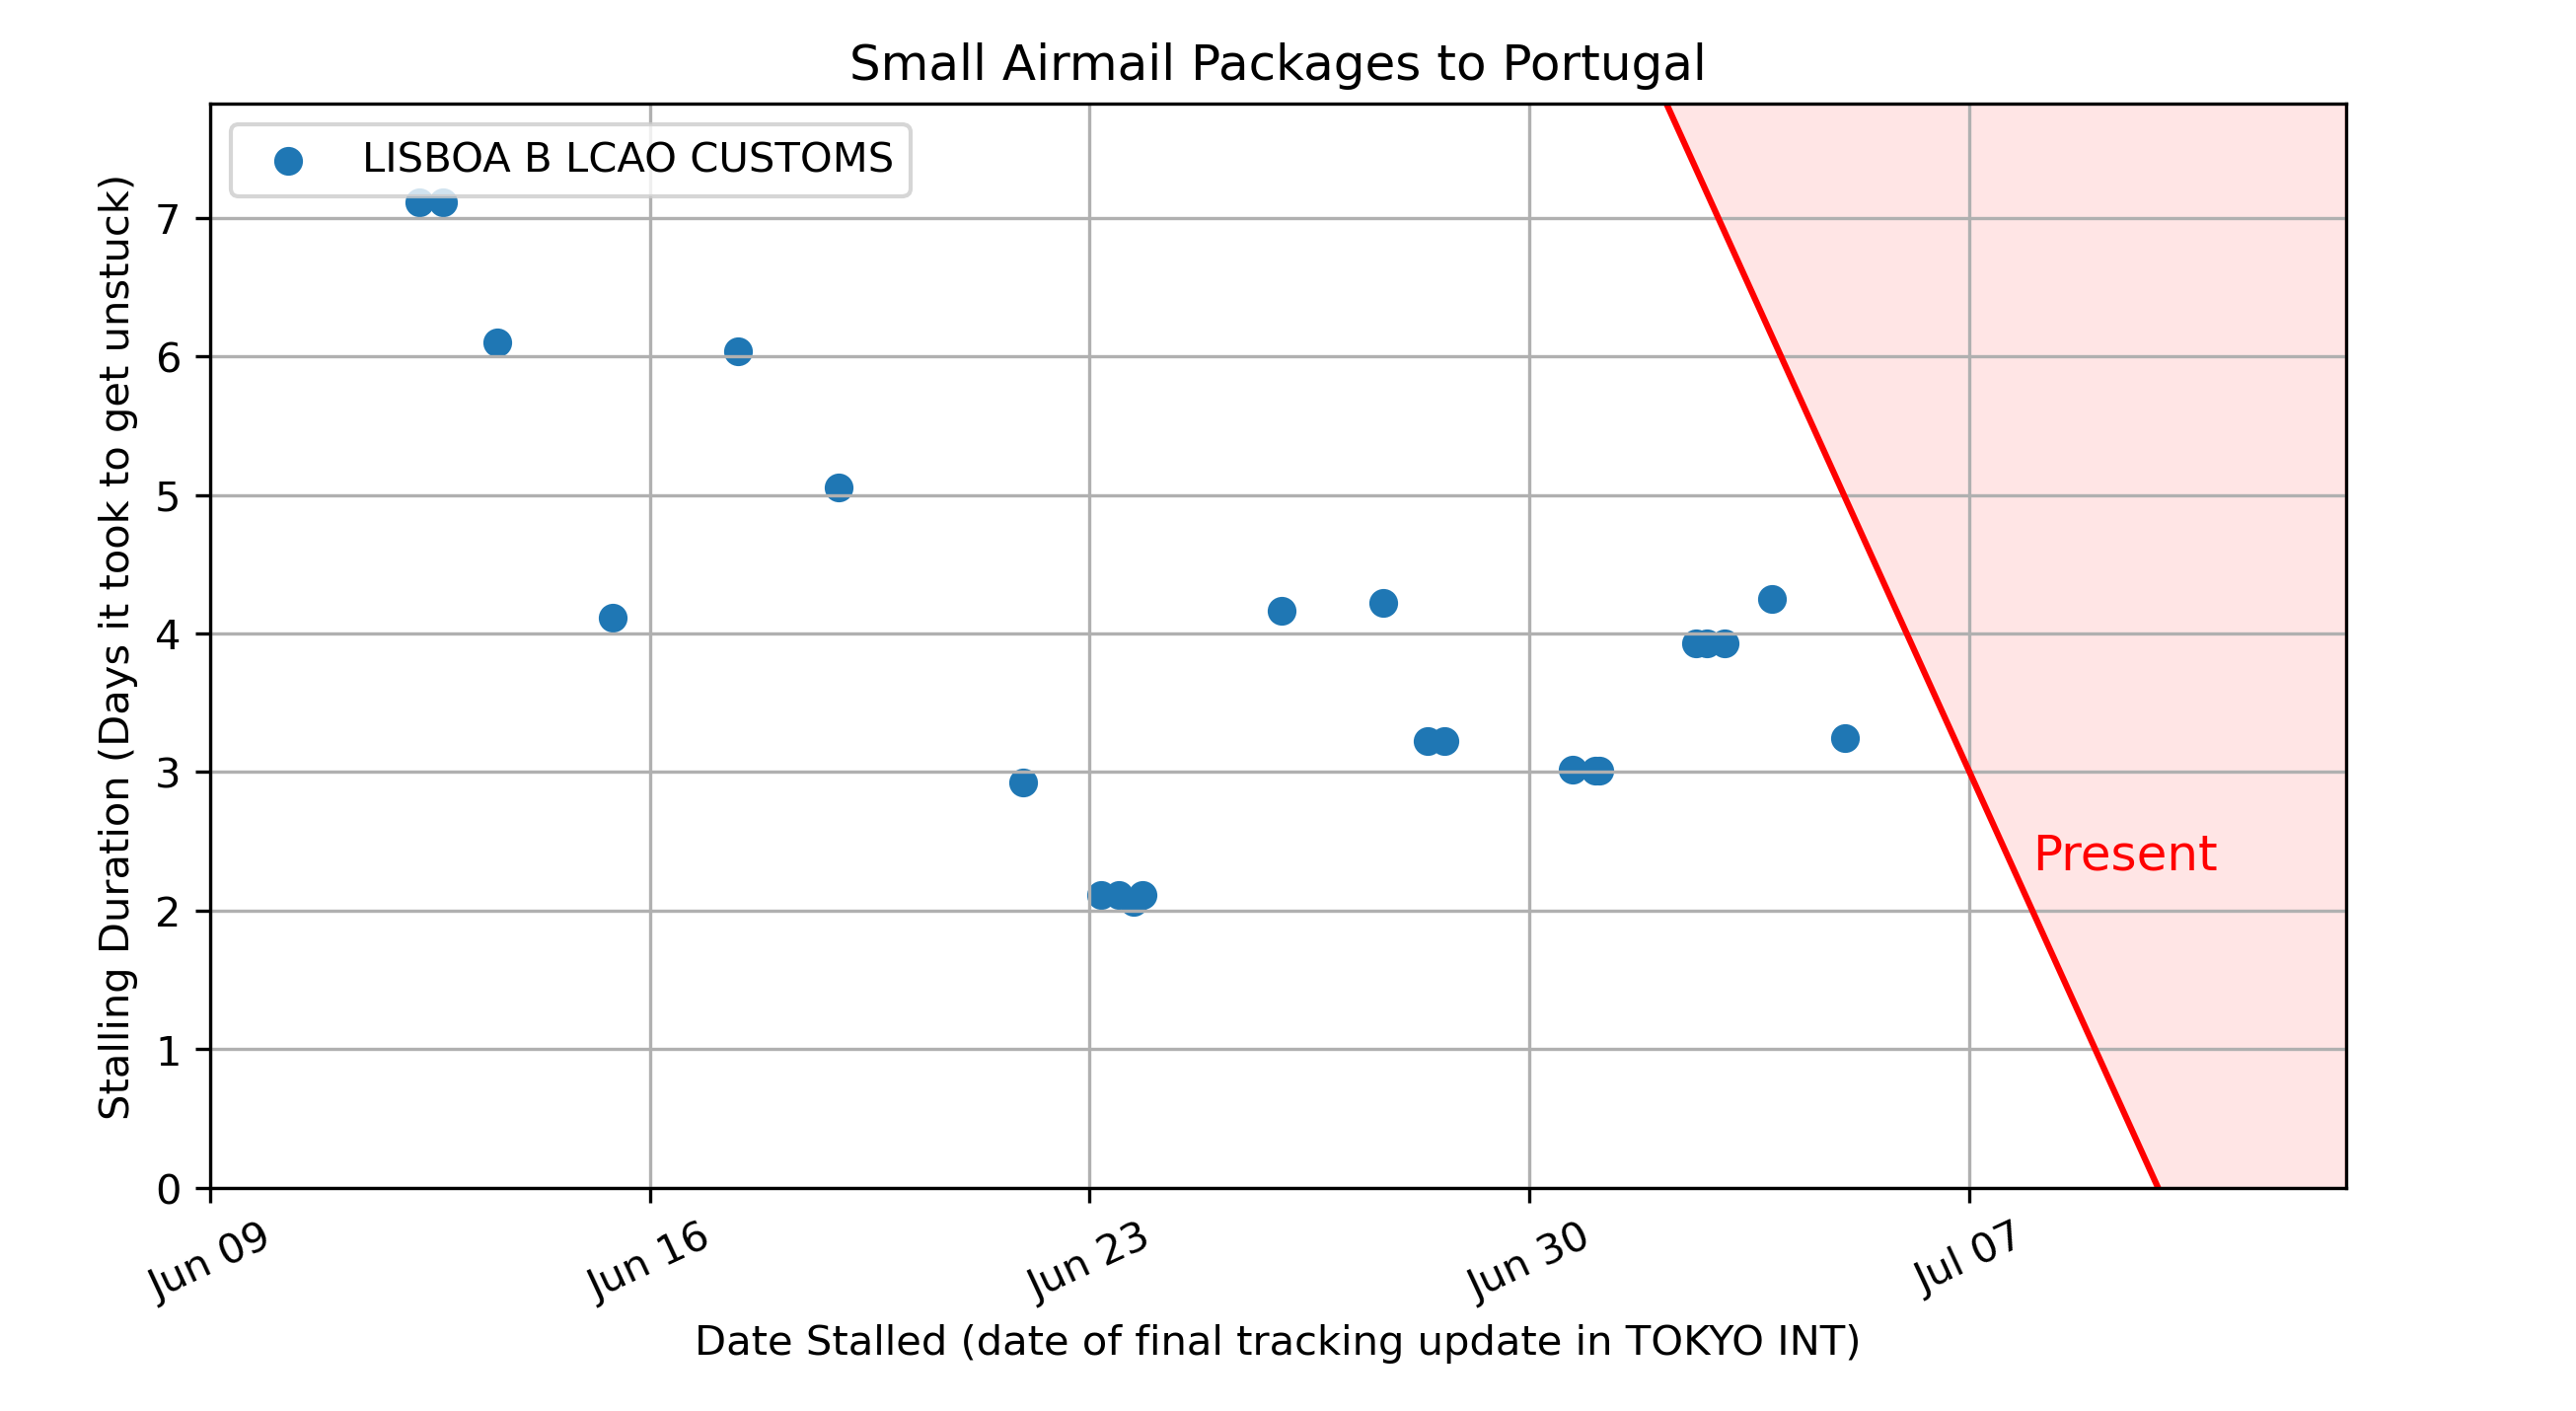 Small Airmail Packages to Portugal
LISBOA B LCAO CUSTOMS
Stalling Duration (Days it took to get unstuck)
7
6
5
4
3
2
1
0
Present
Jun 09
Jun 16
Jun 23
Jun 30
Jul 07
Date Stalled (date of final tracking update in TOKYO INT)